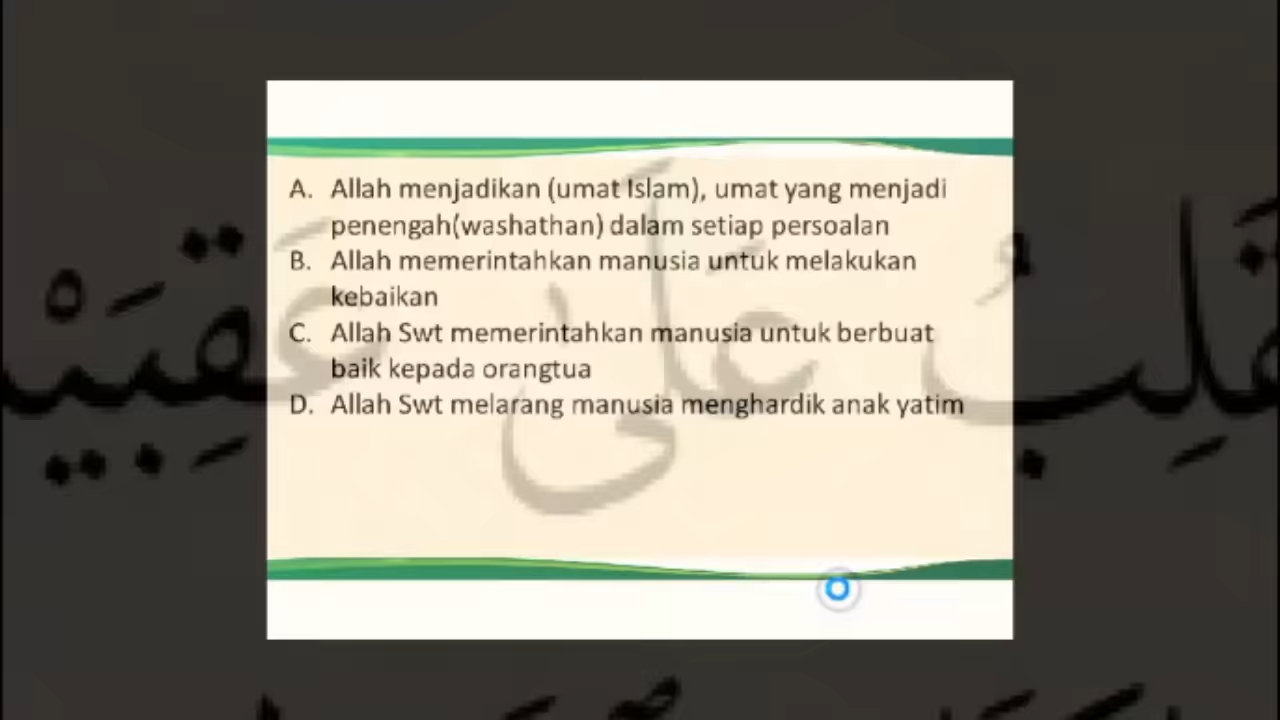 A. Allah menjadikan (umat Islam), umat yang menjadi
penengah(washathan) dalam setiap persoalan
B. Allah memerintahkan manusia untuk melakukan
kebaikan
C. Allah Swt memerintahkan manusia untuk berbuat
baik kepada orangtua
D. Allah Swt melarang manusia menghardik anak yatim
عَلَىٰ